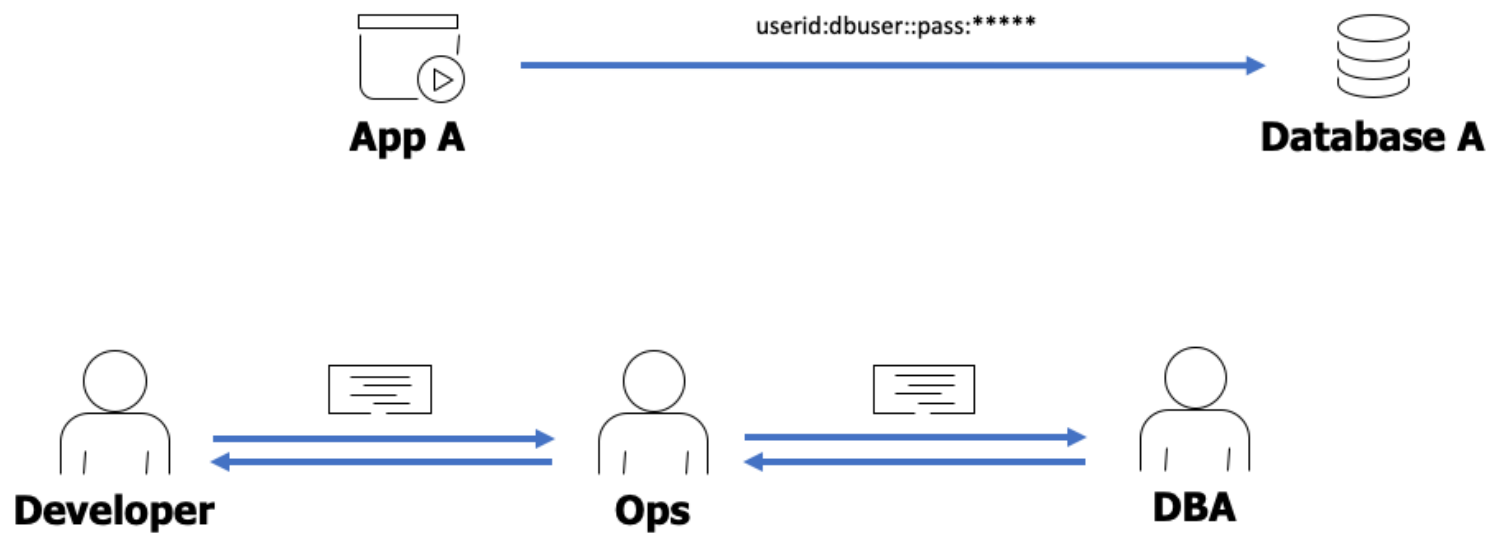 userid:dbuser::pass:*****
App A
Database A
Developer
Ops
DBA